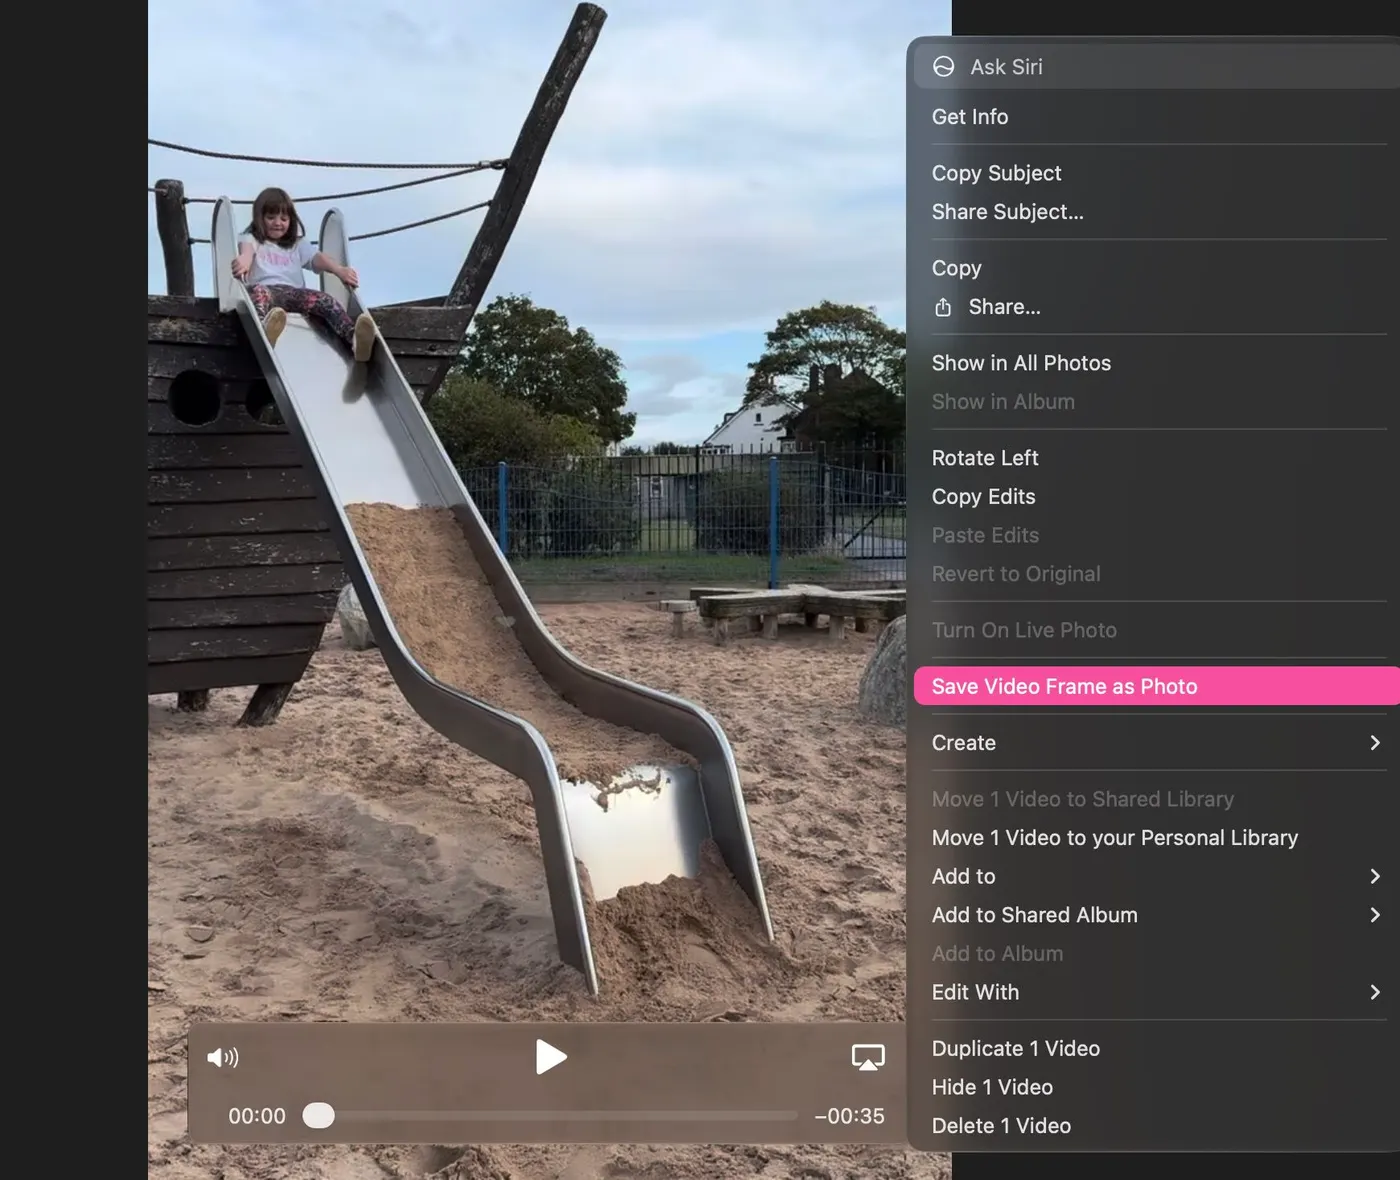 Ask Siri
Get Info
Copy Subject
Share Subject...
Copy
Share...
Show in All Photos
Show in Album
Rotate Left
Copy Edits
Paste Edits
Revert to Original
Turn On Live Photo
Save Video Frame as Photo
Create
Move 1 Video to Shared Library
Move 1 Video to your Personal Library
Add to
Add to Shared Album
Add to Album
Edit With
Duplicate 1 Video
Hide 1 Video
Delete 1 Video
00:00
−00:35